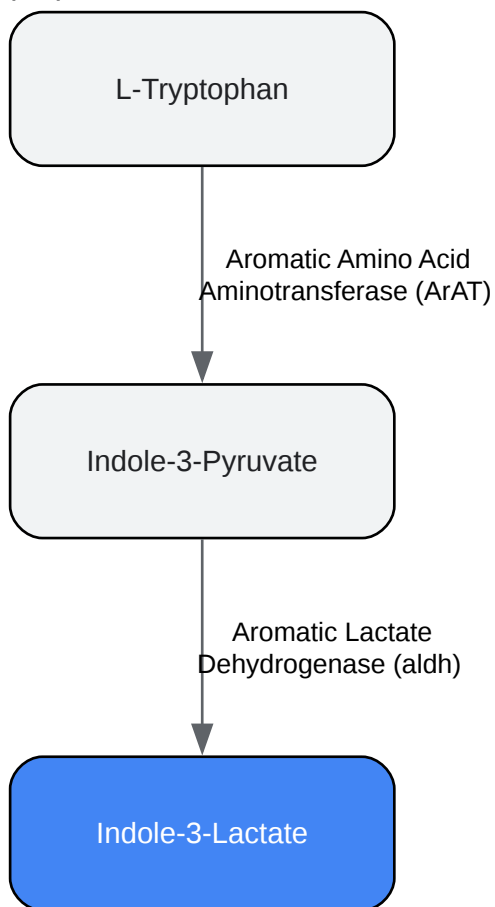 L-Tryptophan
Aromatic Amino Acid
Aminotransferase (ArAT)
Indole-3-Pyruvate
Aromatic Lactate
Dehydrogenase (aldh)
Indole-3-Lactate